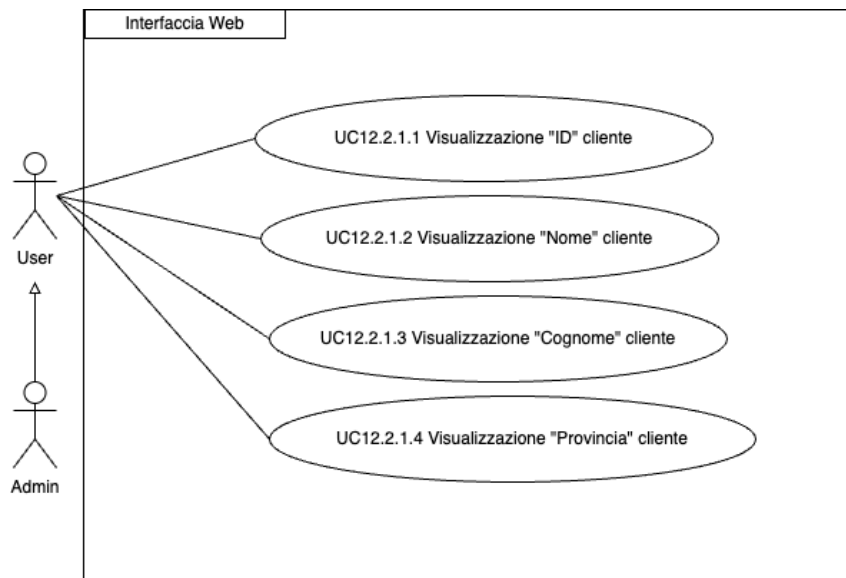 Interfaccia Web
UC12.2.1.1 Visualizzazione "ID" cliente
UC12.2.1.2 Visualizzazione "Nome" cliente
User
UC12.2.1.3 Visualizzazione "Cognome" cliente
UC12.2.1.4 Visualizzazione "Provincia" cliente
Admin